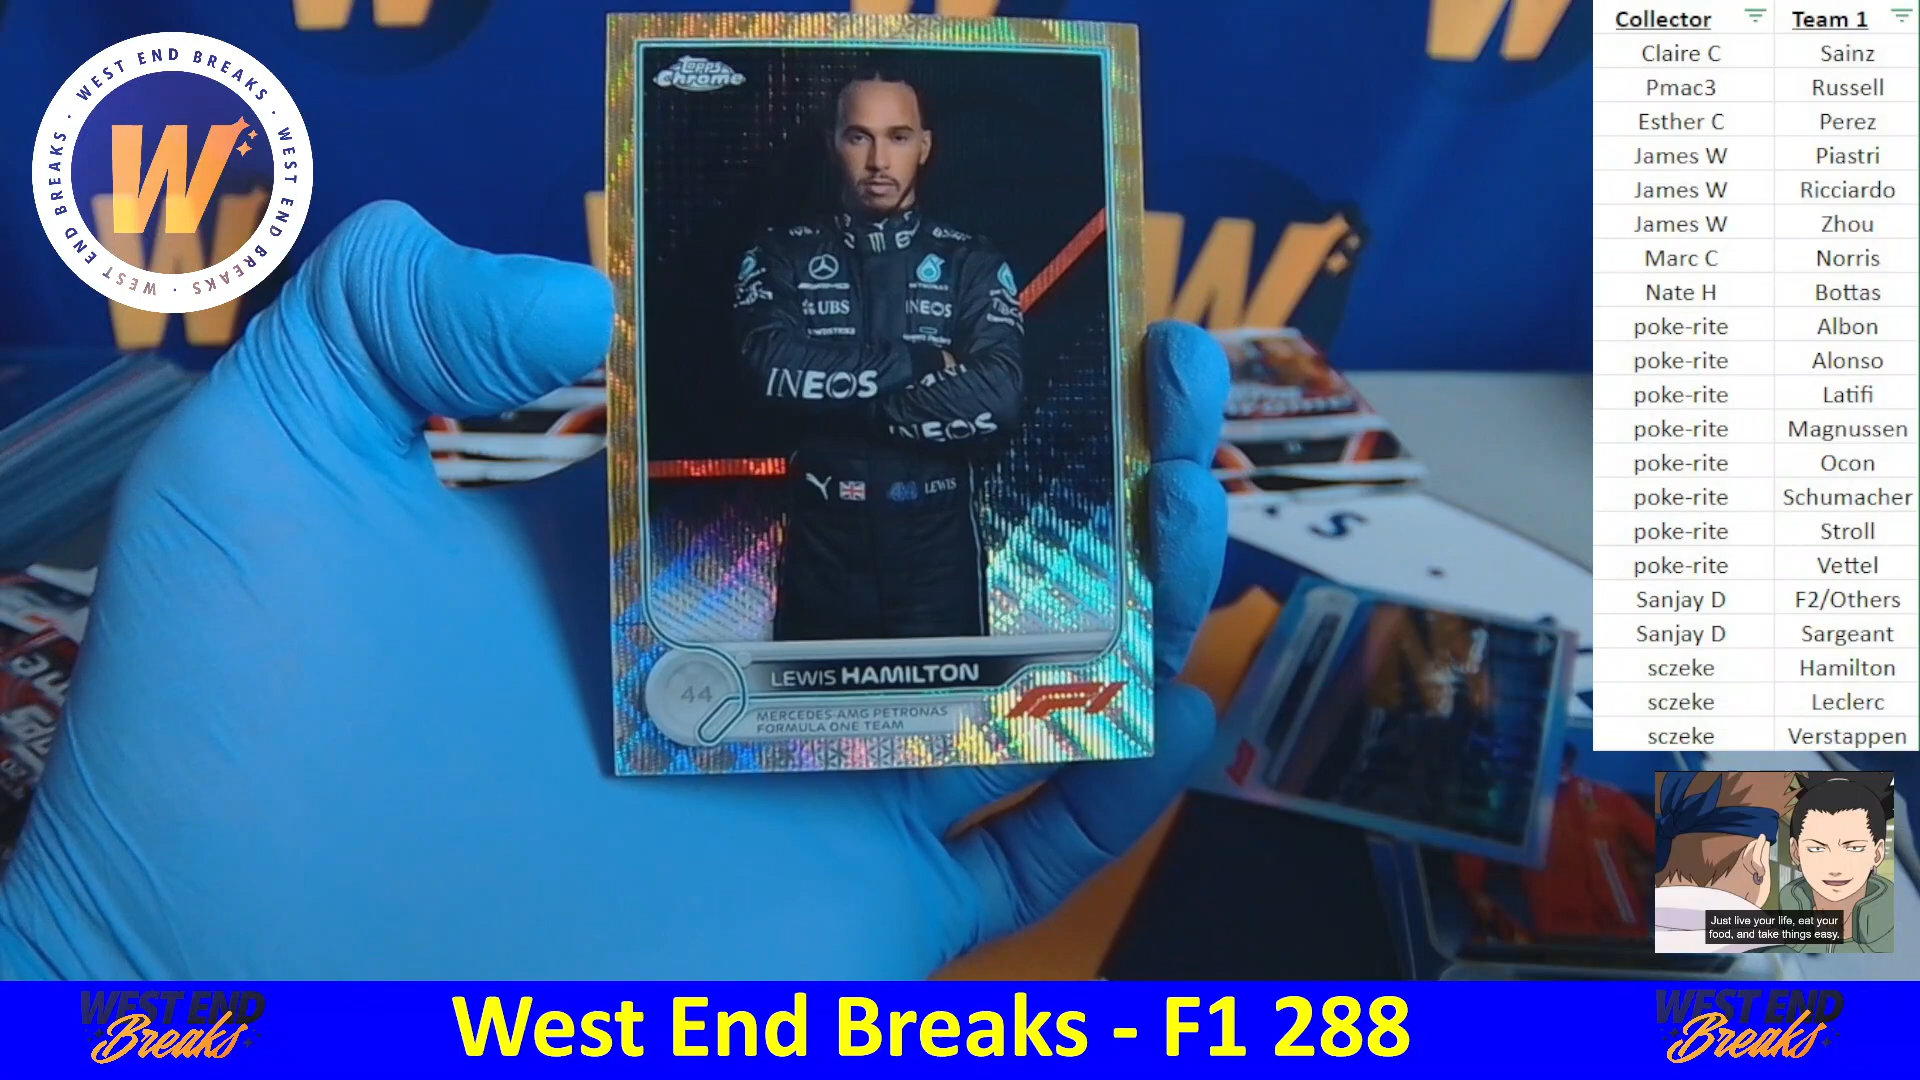 WEST END BREAKS · WEST END BREAKS · WEST END BREAKS ·
W
Topps
Chrome
UBS
INEOS
INEOS
INEOS
LEWIS
44
LEWIS HAMILTON
MERCEDES-AMG PETRONAS
FORMULA ONE TEAM
F1
Collector Team 1
Claire C Sainz
Pmac3 Russell
Esther C Perez
James W Piastri
James W Ricciardo
James W Zhou
Marc C Norris
Nate H Bottas
poke-rite Albon
poke-rite Alonso
poke-rite Latifi
poke-rite Magnussen
poke-rite Ocon
poke-rite Schumacher
poke-rite Stroll
poke-rite Vettel
Sanjay D F2/Others
Sanjay D Sargeant
sczeke Hamilton
sczeke Leclerc
sczeke Verstappen
Just live your life, eat your
food, and take things easy.
WEST END
Breaks
West End Breaks - F1 288
WEST END
Breaks